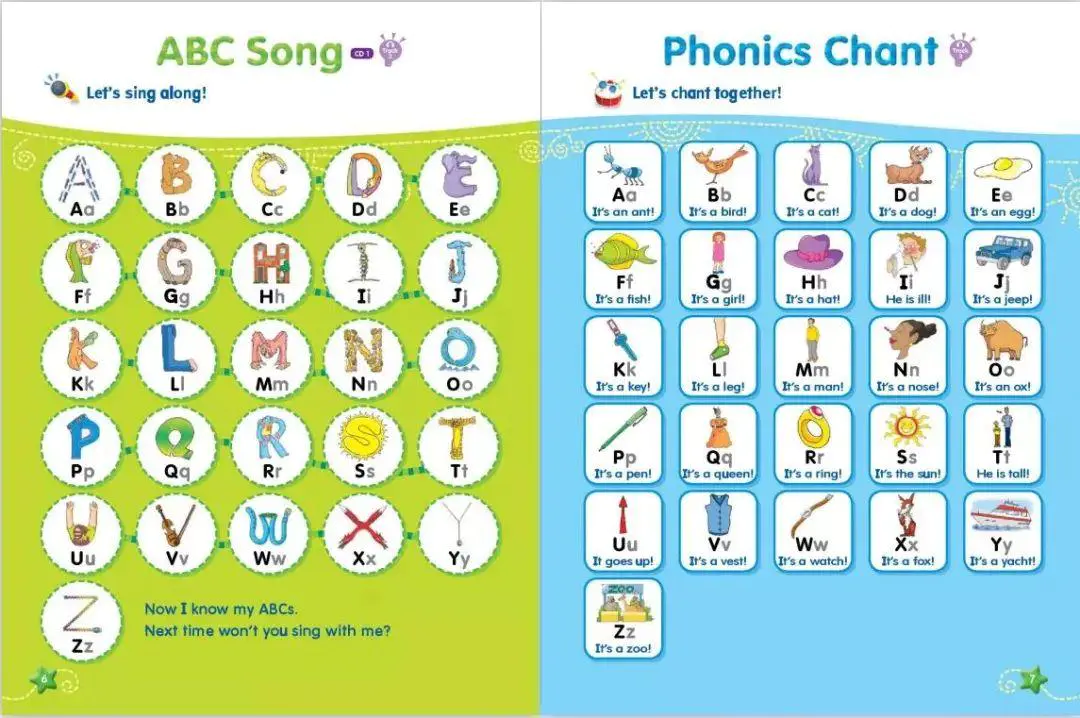 ABC Song
CD 1
Track 2
Let's sing along!
Aa
Bb
Cc
Dd
Ee
Ff
Gg
Hh
Ii
Jj
Kk
Ll
Mm
Nn
Oo
Pp
Qq
Rr
Ss
Tt
Uu
Vv
Ww
Xx
Yy
Zz
Now I know my ABCs.
Next time won't you sing with me?
6
Phonics Chant
Track 3
Let's chant together!
Aa
It's an ant!
Bb
It's a bird!
Cc
It's a cat!
Dd
It's a dog!
Ee
It's an egg!
Ff
It's a fish!
Gg
It's a girl!
Hh
It's a hat!
Ii
He is ill!
Jj
It's a jeep!
Kk
It's a key!
Ll
It's a leg!
Mm
It's a man!
Nn
It's a nose!
Oo
It's an ox!
Pp
It's a pen!
Qq
It's a queen!
Rr
It's a ring!
Ss
It's the sun!
Tt
He is tall!
Uu
It goes up!
Vv
It's a vest!
Ww
It's a watch!
Xx
It's a fox!
Yy
It's a yacht!
ZOO
Zz
It's a zoo!
7